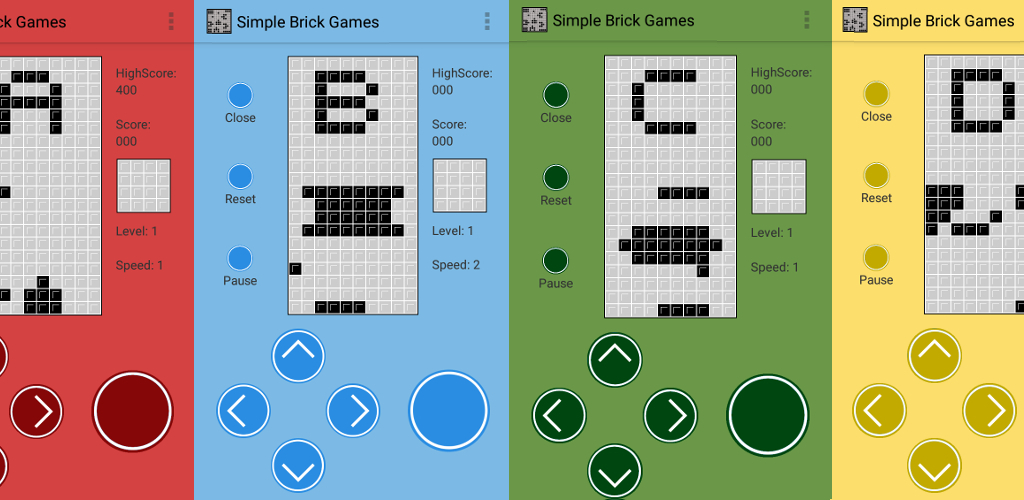 ck Games
HighScore:
400
Score:
000
Level: 1
Speed: 1
A
Simple Brick Games
Close
Reset
Pause
B
HighScore:
000
Score:
000
Level: 1
Speed: 2
Simple Brick Games
Close
Reset
Pause
C
HighScore:
000
Score:
000
Level: 1
Speed: 1
Simple Brick Games
Close
Reset
Pause
D